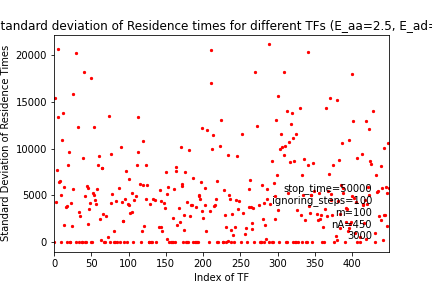 tandard deviation of Residence times for different TFs (E_aa=2.5, E_ad=
20000
15000
10000
5000
0
Standard Deviation of Residence Times
stop_time=50000
ignoring_steps=100
m=100
nA=450
3000
0 50 100 150 200 250 300 350 400
Index of TF